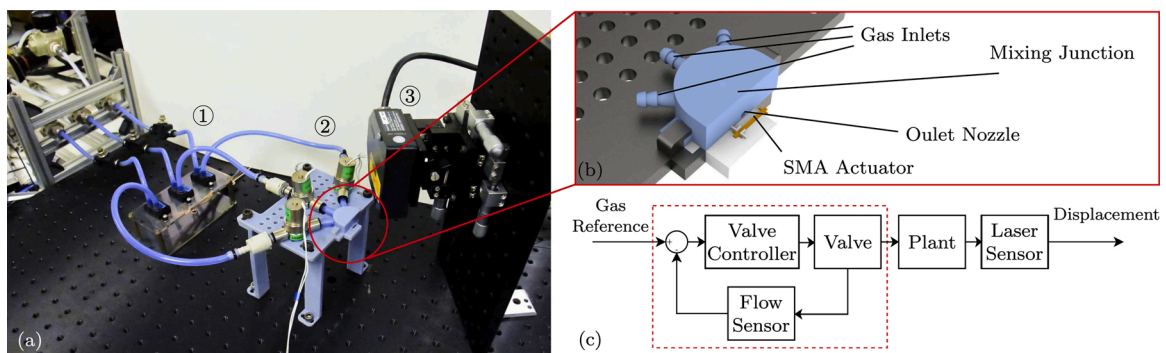 ①
②
③
(a)
Gas Inlets
Mixing Junction
Oulet Nozzle
SMA Actuator
(b)
Gas
Reference
+
-
Valve
Controller
Valve
Plant
Laser
Sensor
Displacement
Flow
Sensor
(c)